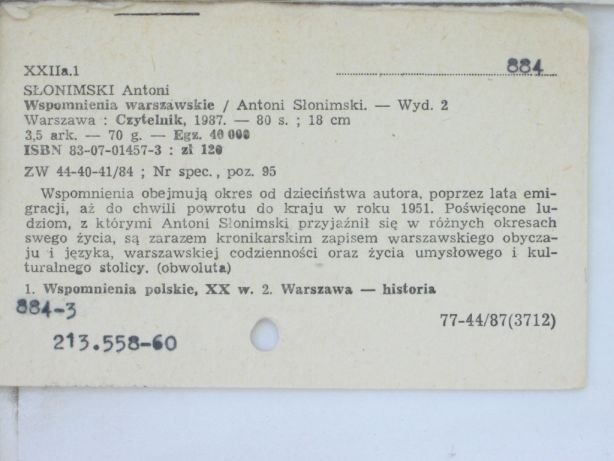 XXIIa.1
884
SŁONIMSKI Antoni
Wspomnienia warszawskie / Antoni Słonimski. — Wyd. 2
Warszawa : Czytelnik, 1987. — 80 s. ; 18 cm
3,5 ark. — 70 g. — Egz. 40 000
ISBN 83-07-01457-3 : zł 120
ZW 44-40-41/84 ; Nr spec., poz. 95
Wspomnienia obejmują okres od dzieciństwa autora, poprzez lata emi-
gracji, aż do chwili powrotu do kraju w roku 1951. Poświęcone lu-
dziom, z którymi Antoni Słonimski przyjaźnił się w różnych okresach
swego życia, są zarazem kronikarskim zapisem warszawskiego obycza-
ju i języka, warszawskiej codzienności oraz życia umysłowego i kul-
turalnego stolicy. (obwoluta)
1. Wspomnienia polskie, XX w. 2. Warszawa — historia
884-3
77-44/87(3712)
213.558-60